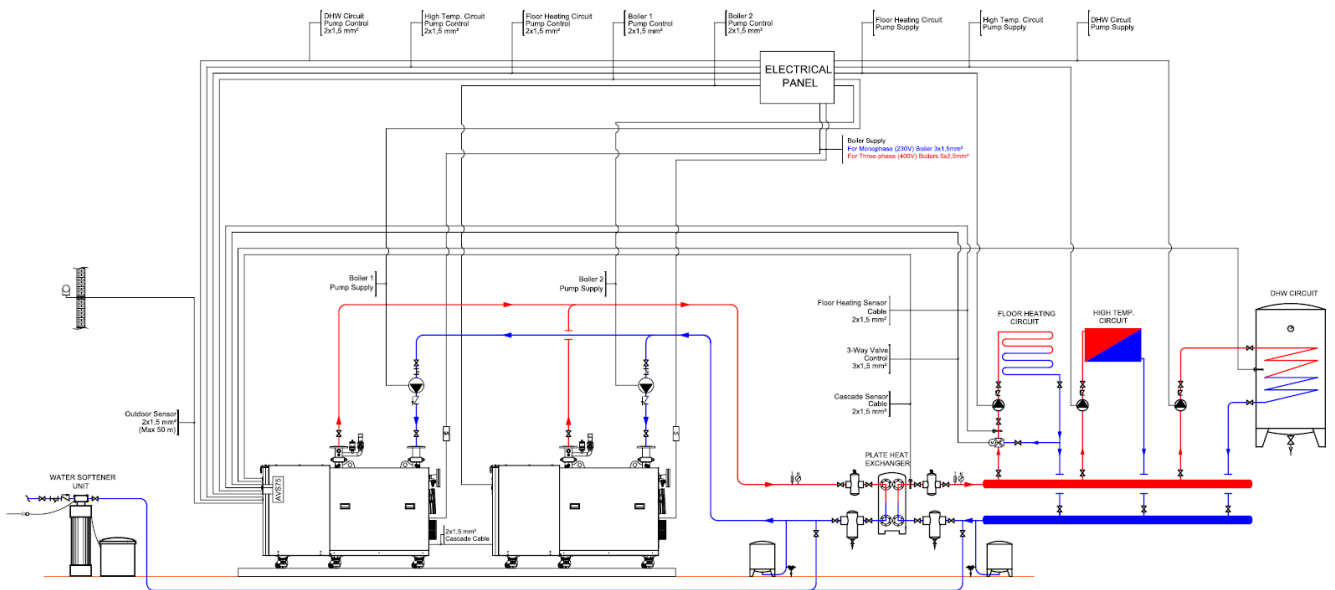 DHW Circuit
Pump Control
2x1,5 mm²
High Temp. Circuit
Pump Control
2x1,5 mm²
Floor Heating Circuit
Pump Control
2x1,5 mm²
Boiler 1
Pump Control
2x1,5 mm²
Boiler 2
Pump Control
2x1,5 mm²
Floor Heating Circuit
Pump Supply
High Temp. Circuit
Pump Supply
DHW Circuit
Pump Supply
ELECTRICAL
PANEL
Boiler Supply
For Monophase (230V) Boiler 3x1,5mm²
For Three-phase (400V) Boilers 5x2,5mm²
Boiler 1
Pump Supply
Boiler 2
Pump Supply
Floor Heating Sensor
Cable
2x1,5 mm²
FLOOR HEATING
CIRCUIT
HIGH TEMP.
CIRCUIT
DHW CIRCUIT
3-Way Valve
Control
3x1,5 mm²
Cascade Sensor
Cable
2x1,5 mm²
Outdoor Sensor
2x1,5 mm²
(Max 50 m)
PLATE HEAT
EXCHANGER
WATER SOFTENER
UNIT
AVS75
2x1,5 mm²
Cascade Cable